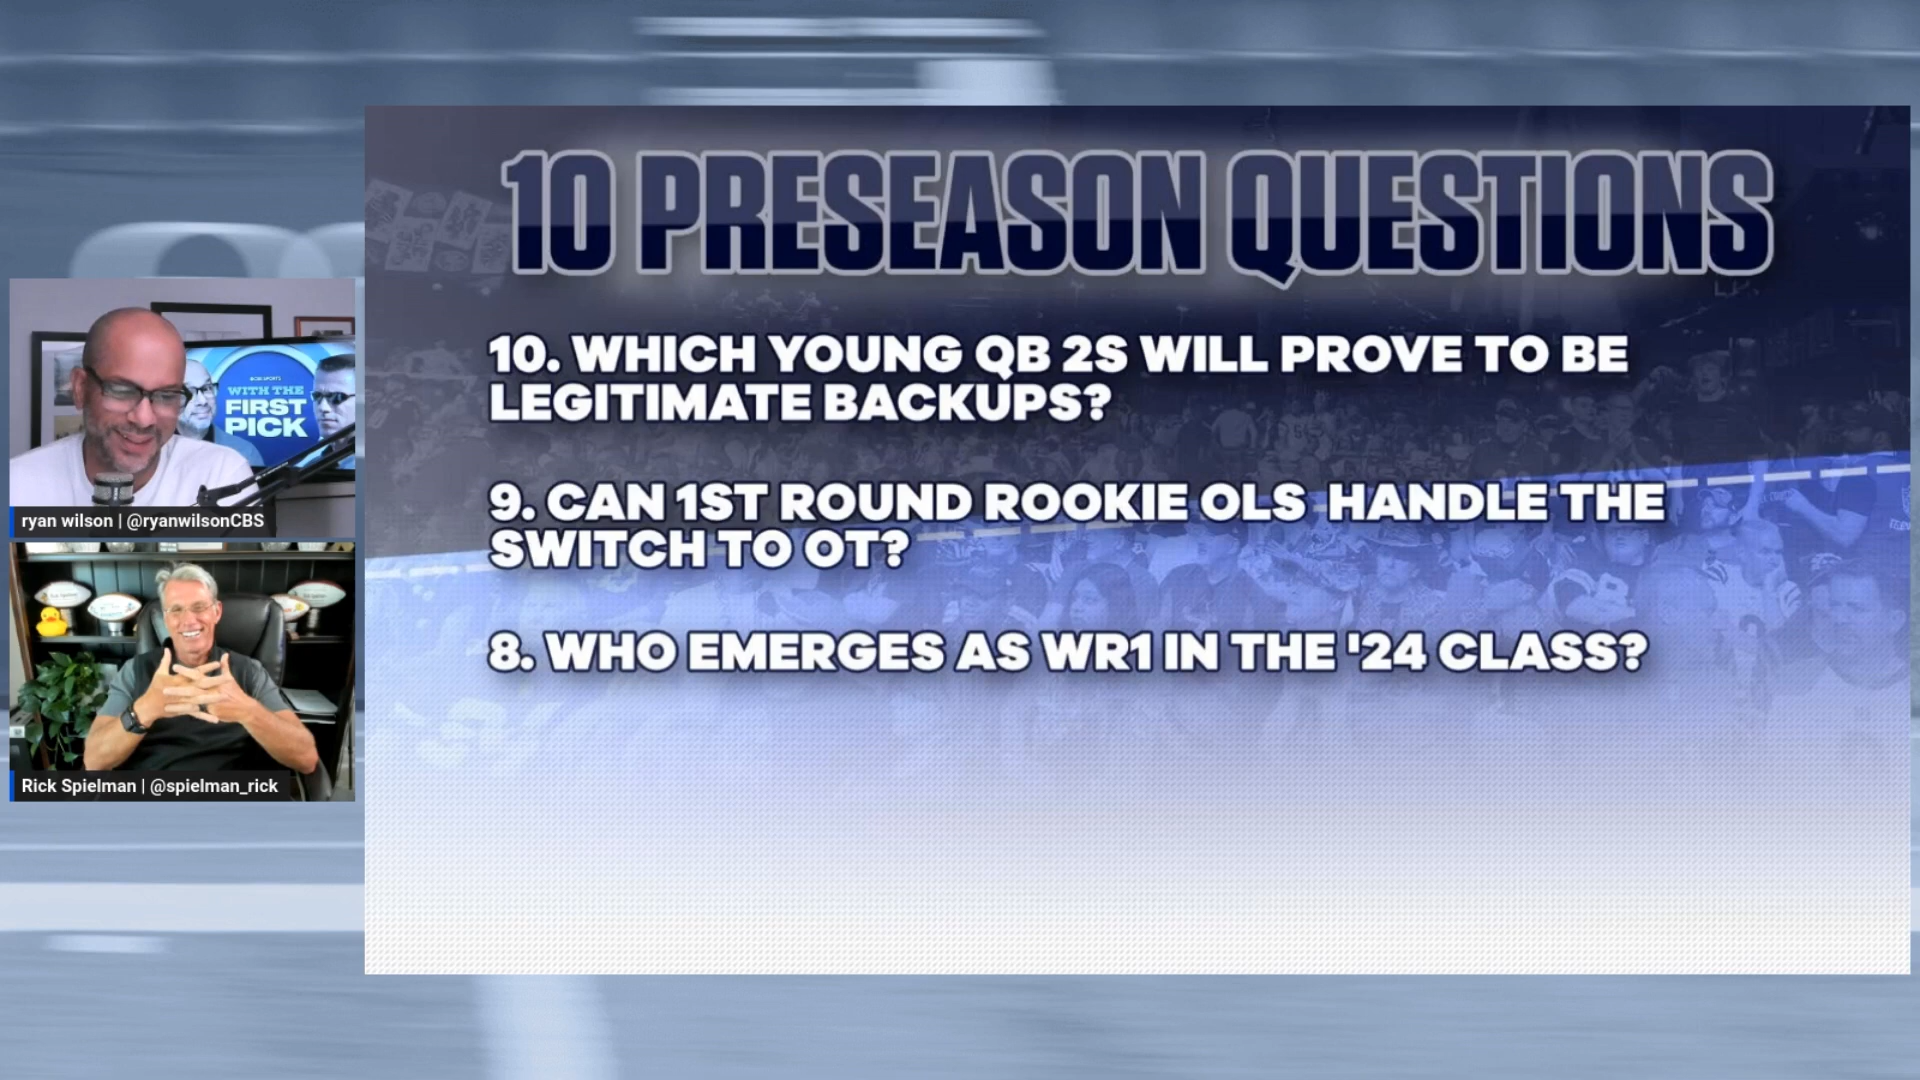 10 PRESEASON QUESTIONS
10. WHICH YOUNG QB 2S WILL PROVE TO BE
LEGITIMATE BACKUPS?
9. CAN 1ST ROUND ROOKIE OLS HANDLE THE
SWITCH TO OT?
8. WHO EMERGES AS WR1 IN THE '24 CLASS?
CBS SPORTS
WITH THE
FIRST
PICK
ryan wilson | @ryanwilsonCBS
Rick Spielman | @spielman_rick